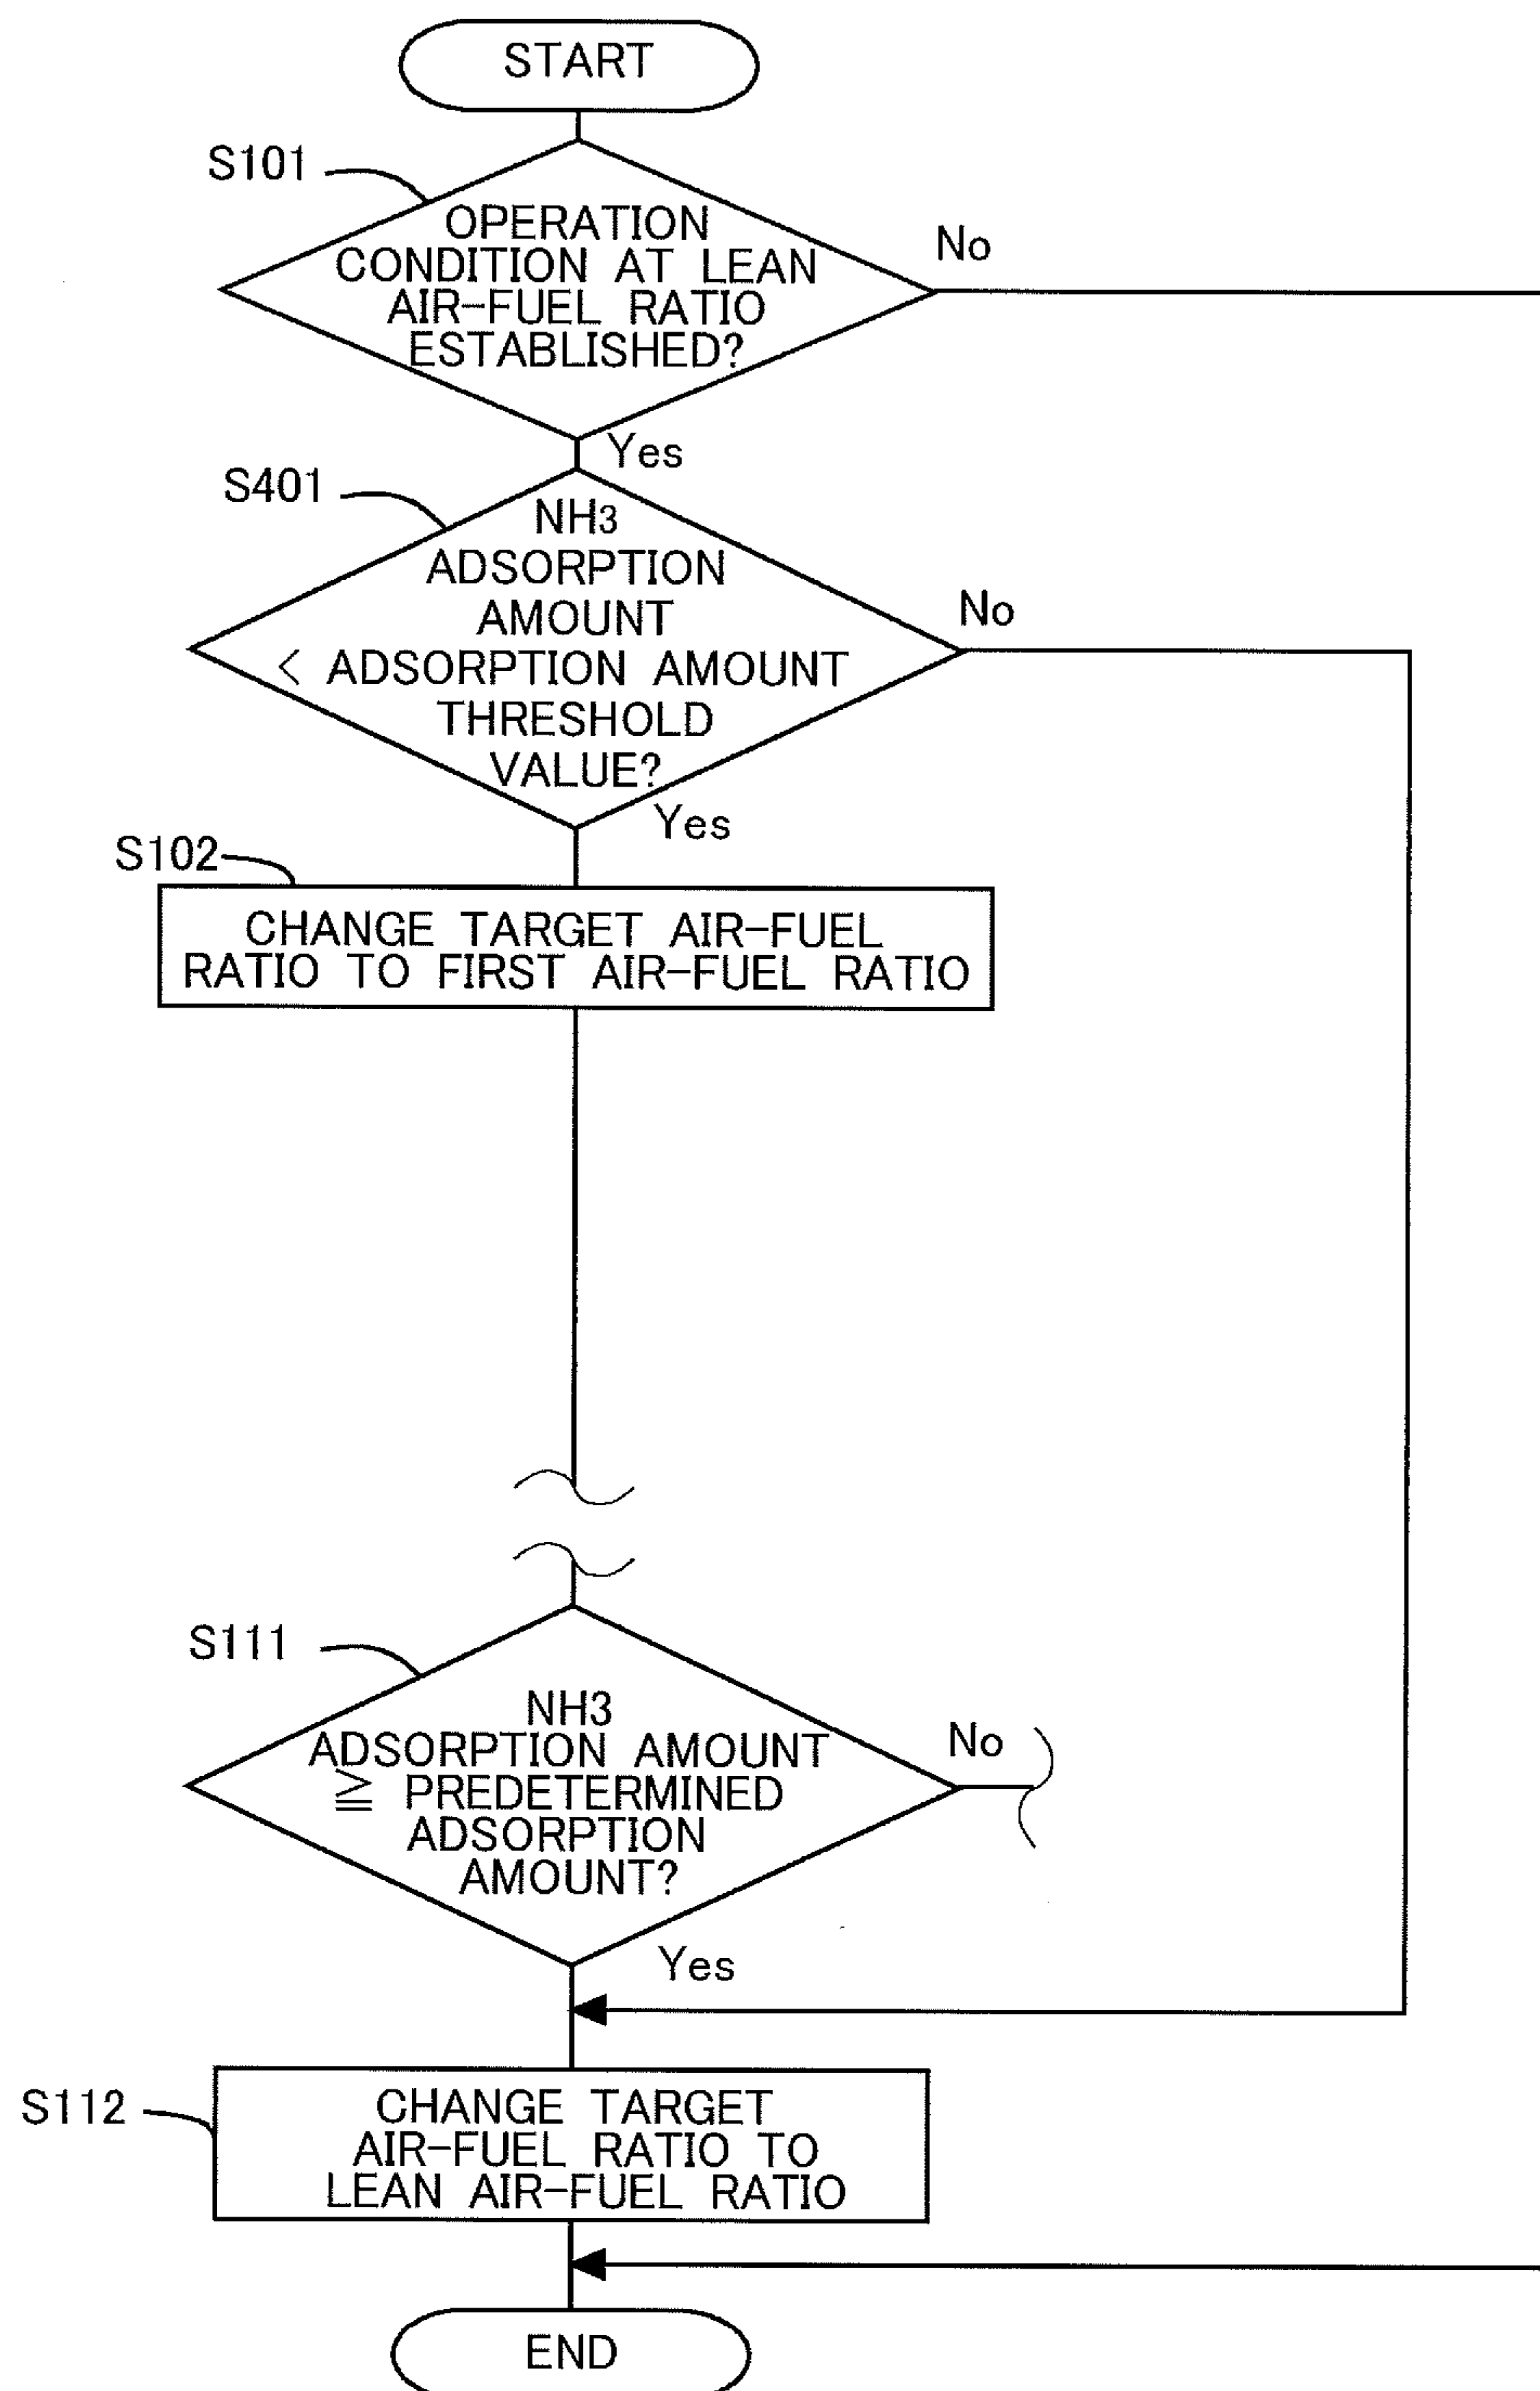 START
S101
OPERATION
CONDITION AT LEAN
AIR-FUEL RATIO
ESTABLISHED?
No
Yes
S401
NH3
ADSORPTION
AMOUNT
< ADSORPTION AMOUNT
THRESHOLD
VALUE?
No
Yes
S102
CHANGE TARGET AIR-FUEL
RATIO TO FIRST AIR-FUEL RATIO
S111
NH3
ADSORPTION AMOUNT
≧ PREDETERMINED
ADSORPTION
AMOUNT?
No
Yes
S112
CHANGE TARGET
AIR-FUEL RATIO TO
LEAN AIR-FUEL RATIO
END